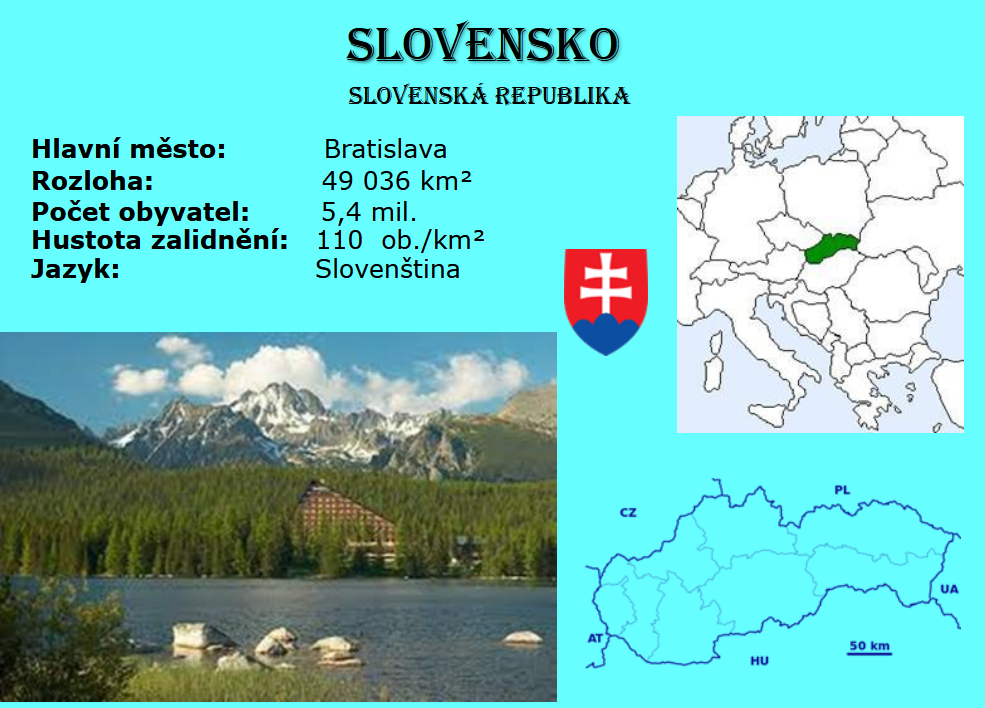 SLOVENSKO
SLOVENSKÁ REPUBLIKA
Hlavní město: Bratislava
Rozloha: 49 036 km²
Počet obyvatel: 5,4 mil.
Hustota zalidnění: 110 ob./km²
Jazyk: Slovenština
PL
CZ
UA
AT
50 km
HU